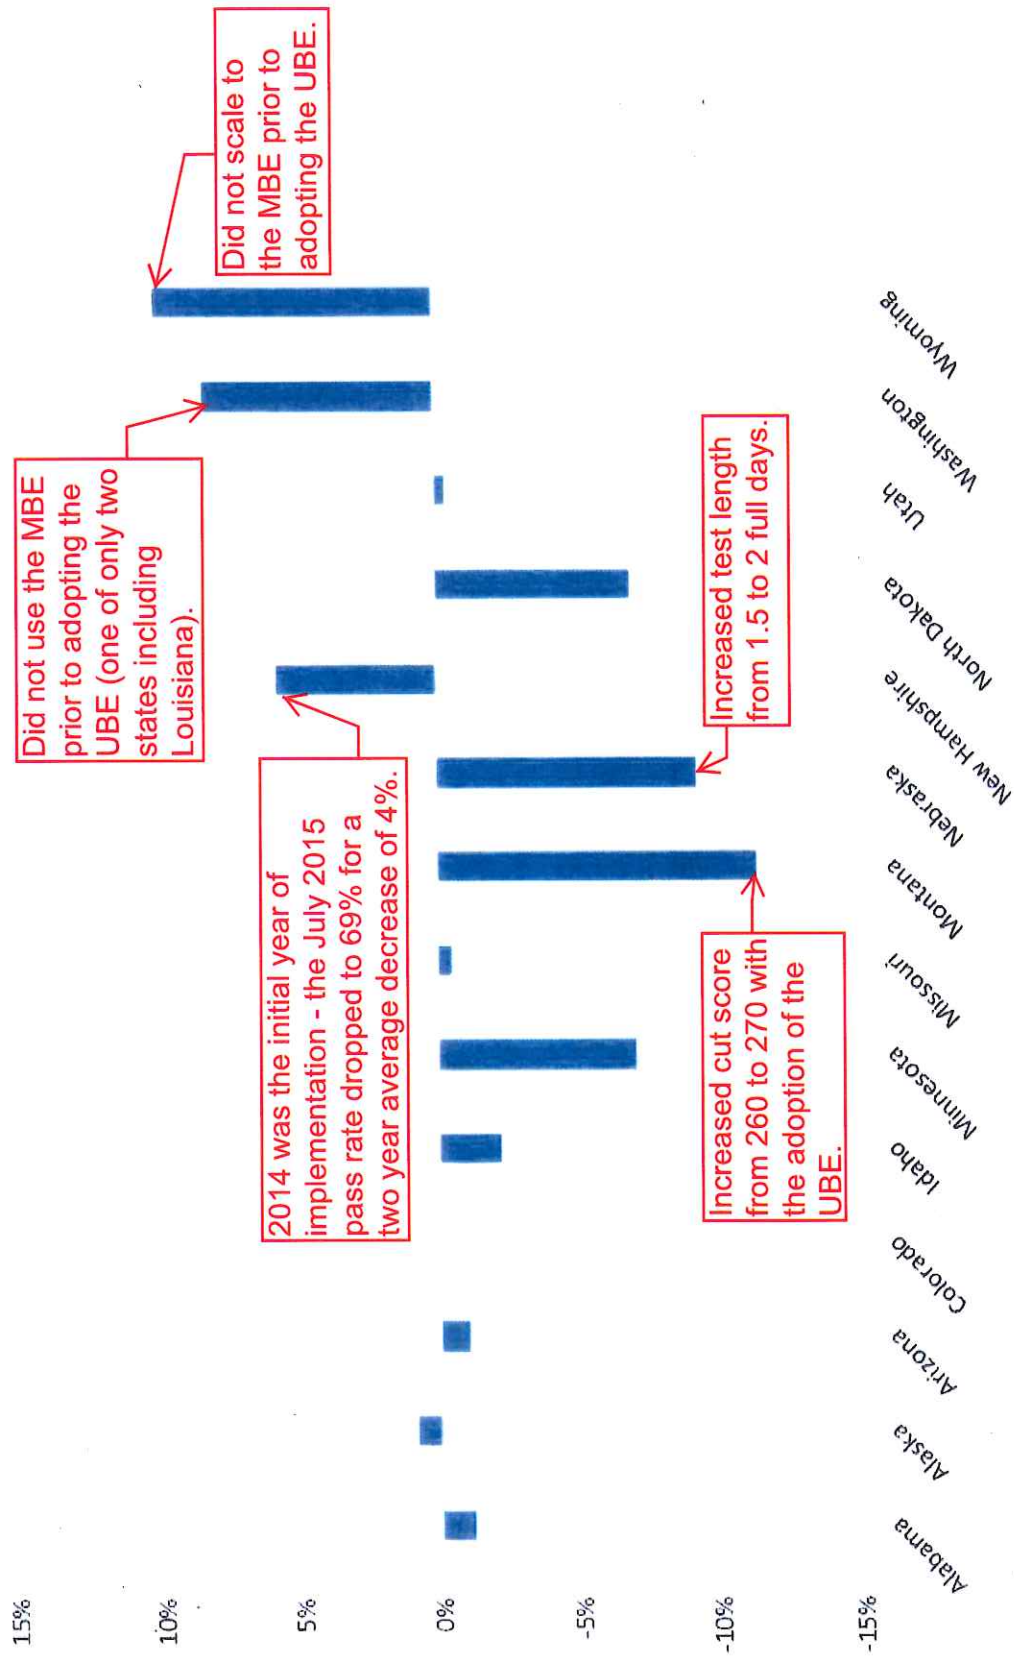 15%
10%
5%
0%
-5%
-10%
-15%
Did not use the MBE
prior to adopting the
UBE (one of only two
states including
Louisiana).
Did not scale to
the MBE prior to
adopting the UBE.
2014 was the initial year of
implementation - the July 2015
pass rate dropped to 69% for a
two year average decrease of 4%.
Increased cut score
from 260 to 270 with
the adoption of the
UBE.
Increased test length
from 1.5 to 2 full days.
Alabama
Alaska
Arizona
Colorado
Idaho
Minnesota
Missouri
Montana
Nebraska
New Hampshire
North Dakota
Utah
Washington
Wyoming